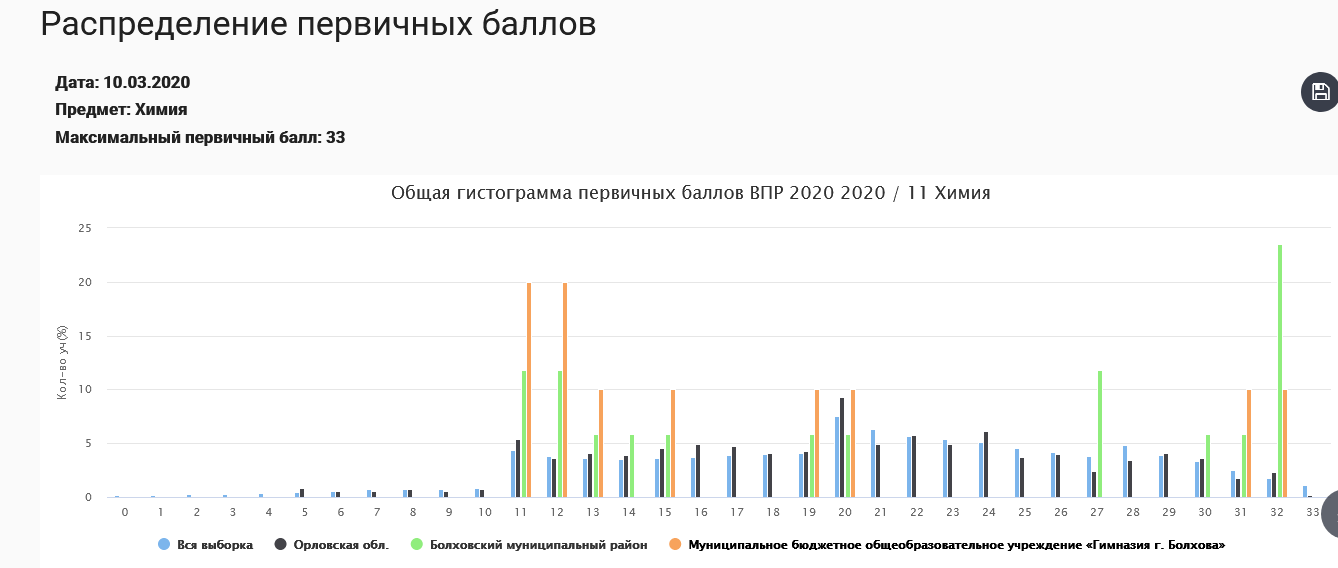 Распределение первичных баллов
Дата: 10.03.2020
Предмет: Химия
Максимальный первичный балл: 33
Общая гистограмма первичных баллов ВПР 2020 2020 / 11 Химия
Кол-во уч(%)
25
20
15
10
5
0
0 1 2 3 4 5 6 7 8 9 10 11 12 13 14 15 16 17 18 19 20 21 22 23 24 25 26 27 28 29 30 31 32 33
Вся выборка Орловская обл. Болховский муниципальный район Муниципальное бюджетное общеобразовательное учреждение «Гимназия г. Болхова»